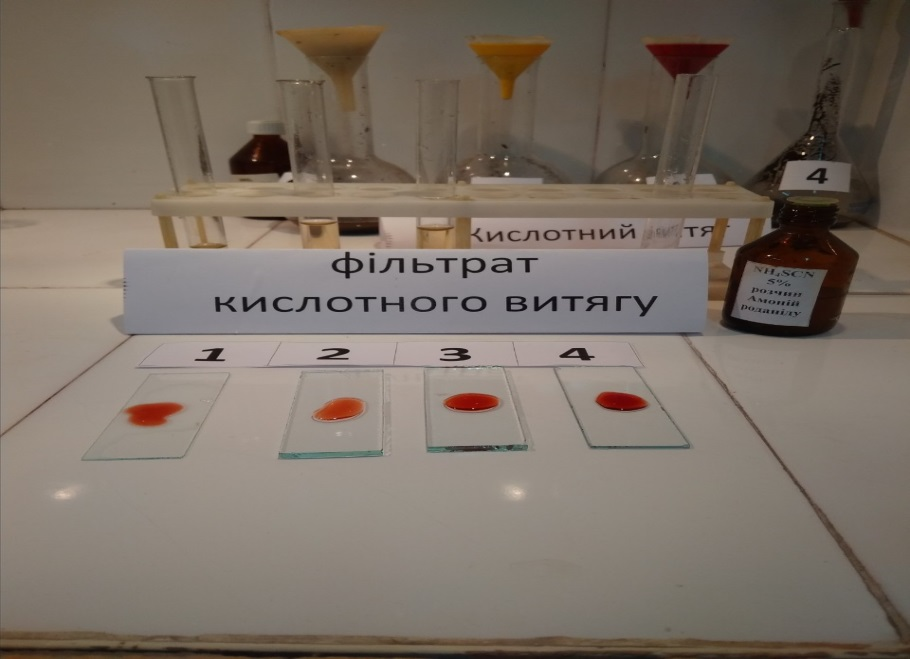 4
Кислотний
фільтрат
кислотного витягу
NH₄SCN
5%
розчин
Амоній
роданіду
1 2 3 4